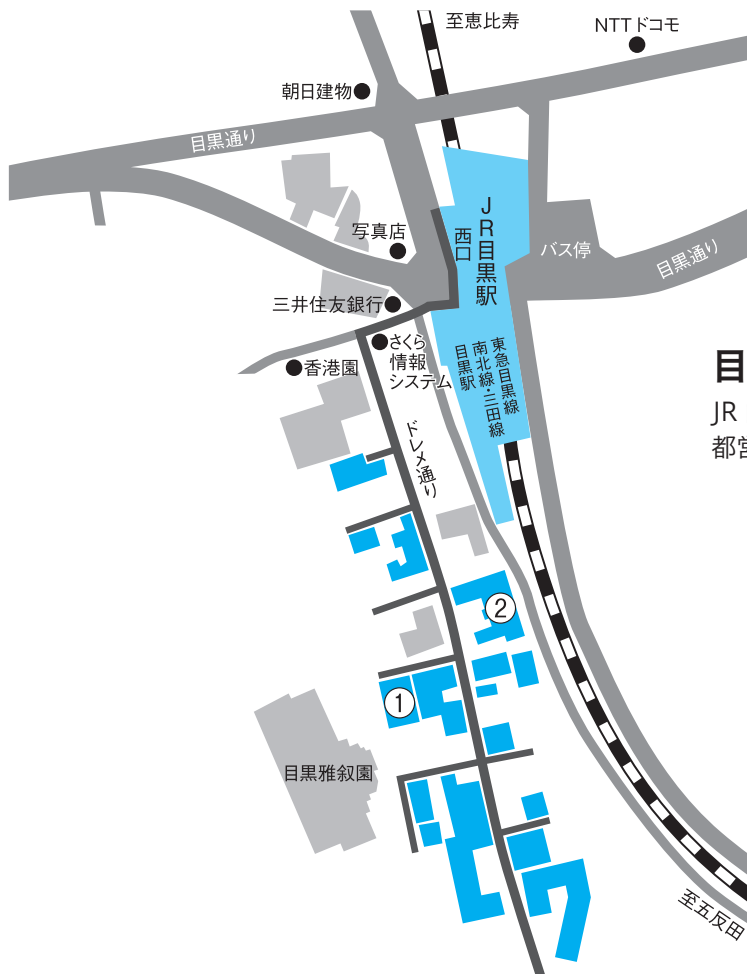 至恵比寿
NTTドコモ
朝日建物
目黒通り
JR目黒駅
西口
写真店
バス停
目黒通り
三井住友銀行
さくら
情報
システム
香港園
東急目黒線
南北線・三田線
目黒駅
目
JR
都営
ドレメ通り
②
①
目黒雅叙園
至五反田